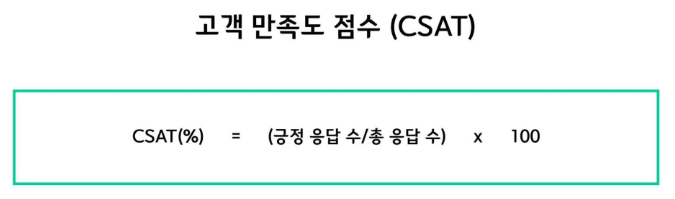 고객 만족도 점수 (CSAT)
CSAT(%) = (긍정 응답 수/총 응답 수) x 100